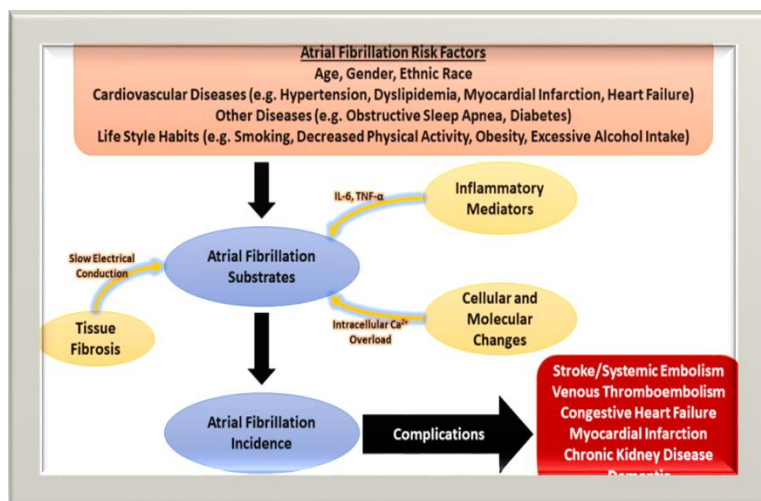 Atrial Fibrillation Risk Factors
Age, Gender, Ethnic Race
Cardiovascular Diseases (e.g. Hypertension, Dyslipidemia, Myocardial Infarction, Heart Failure)
Other Diseases (e.g. Obstructive Sleep Apnea, Diabetes)
Life Style Habits (e.g. Smoking, Decreased Physical Activity, Obesity, Excessive Alcohol Intake)
IL-6, TNF-α
Inflammatory
Mediators
Slow Electrical
Conduction
Atrial Fibrillation
Substrates
Tissue
Fibrosis
Intracellular Ca²⁺
Overload
Cellular and
Molecular
Changes
Atrial Fibrillation
Incidence
Complications
Stroke/Systemic Embolism
Venous Thromboembolism
Congestive Heart Failure
Myocardial Infarction
Chronic Kidney Disease
Dementia